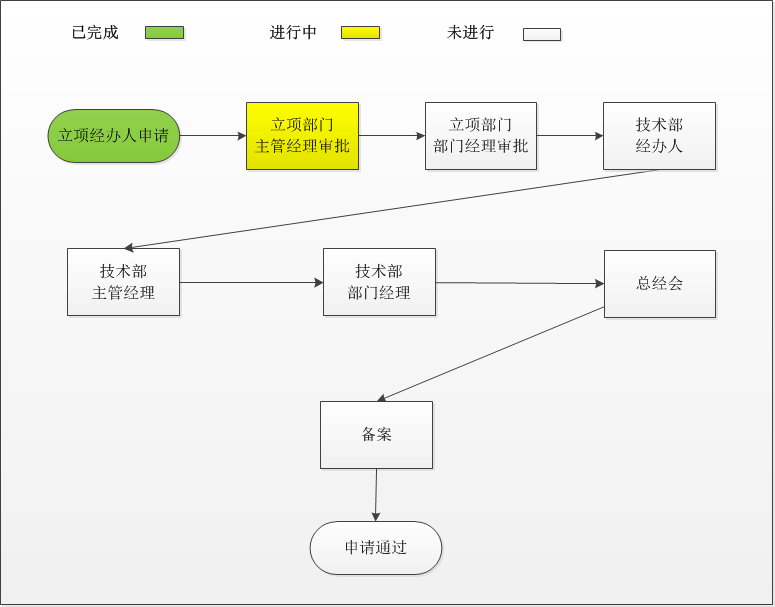 已完成
进行中
未进行
立项经办人申请
立项部门
主管经理审批
立项部门
部门经理审批
技术部
经办人
技术部
主管经理
技术部
部门经理
总经会
备案
申请通过